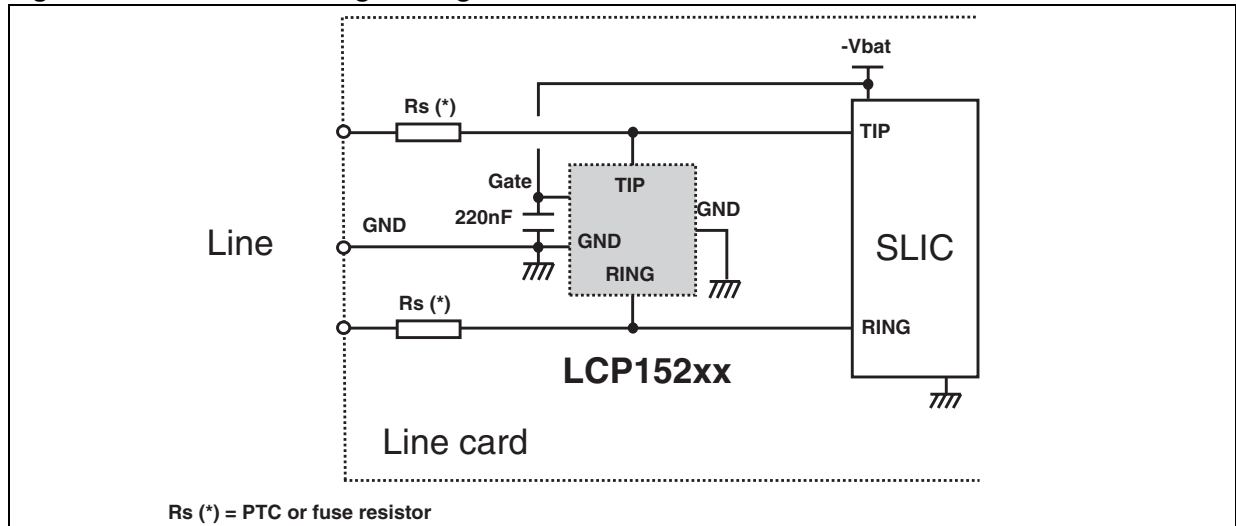 -Vbat
Rs (*)
TIP
Gate
TIP
220nF
GND
GND
GND
Line
SLIC
RING
Rs (*)
RING
LCP152xx
Line card
Rs (*) = PTC or fuse resistor